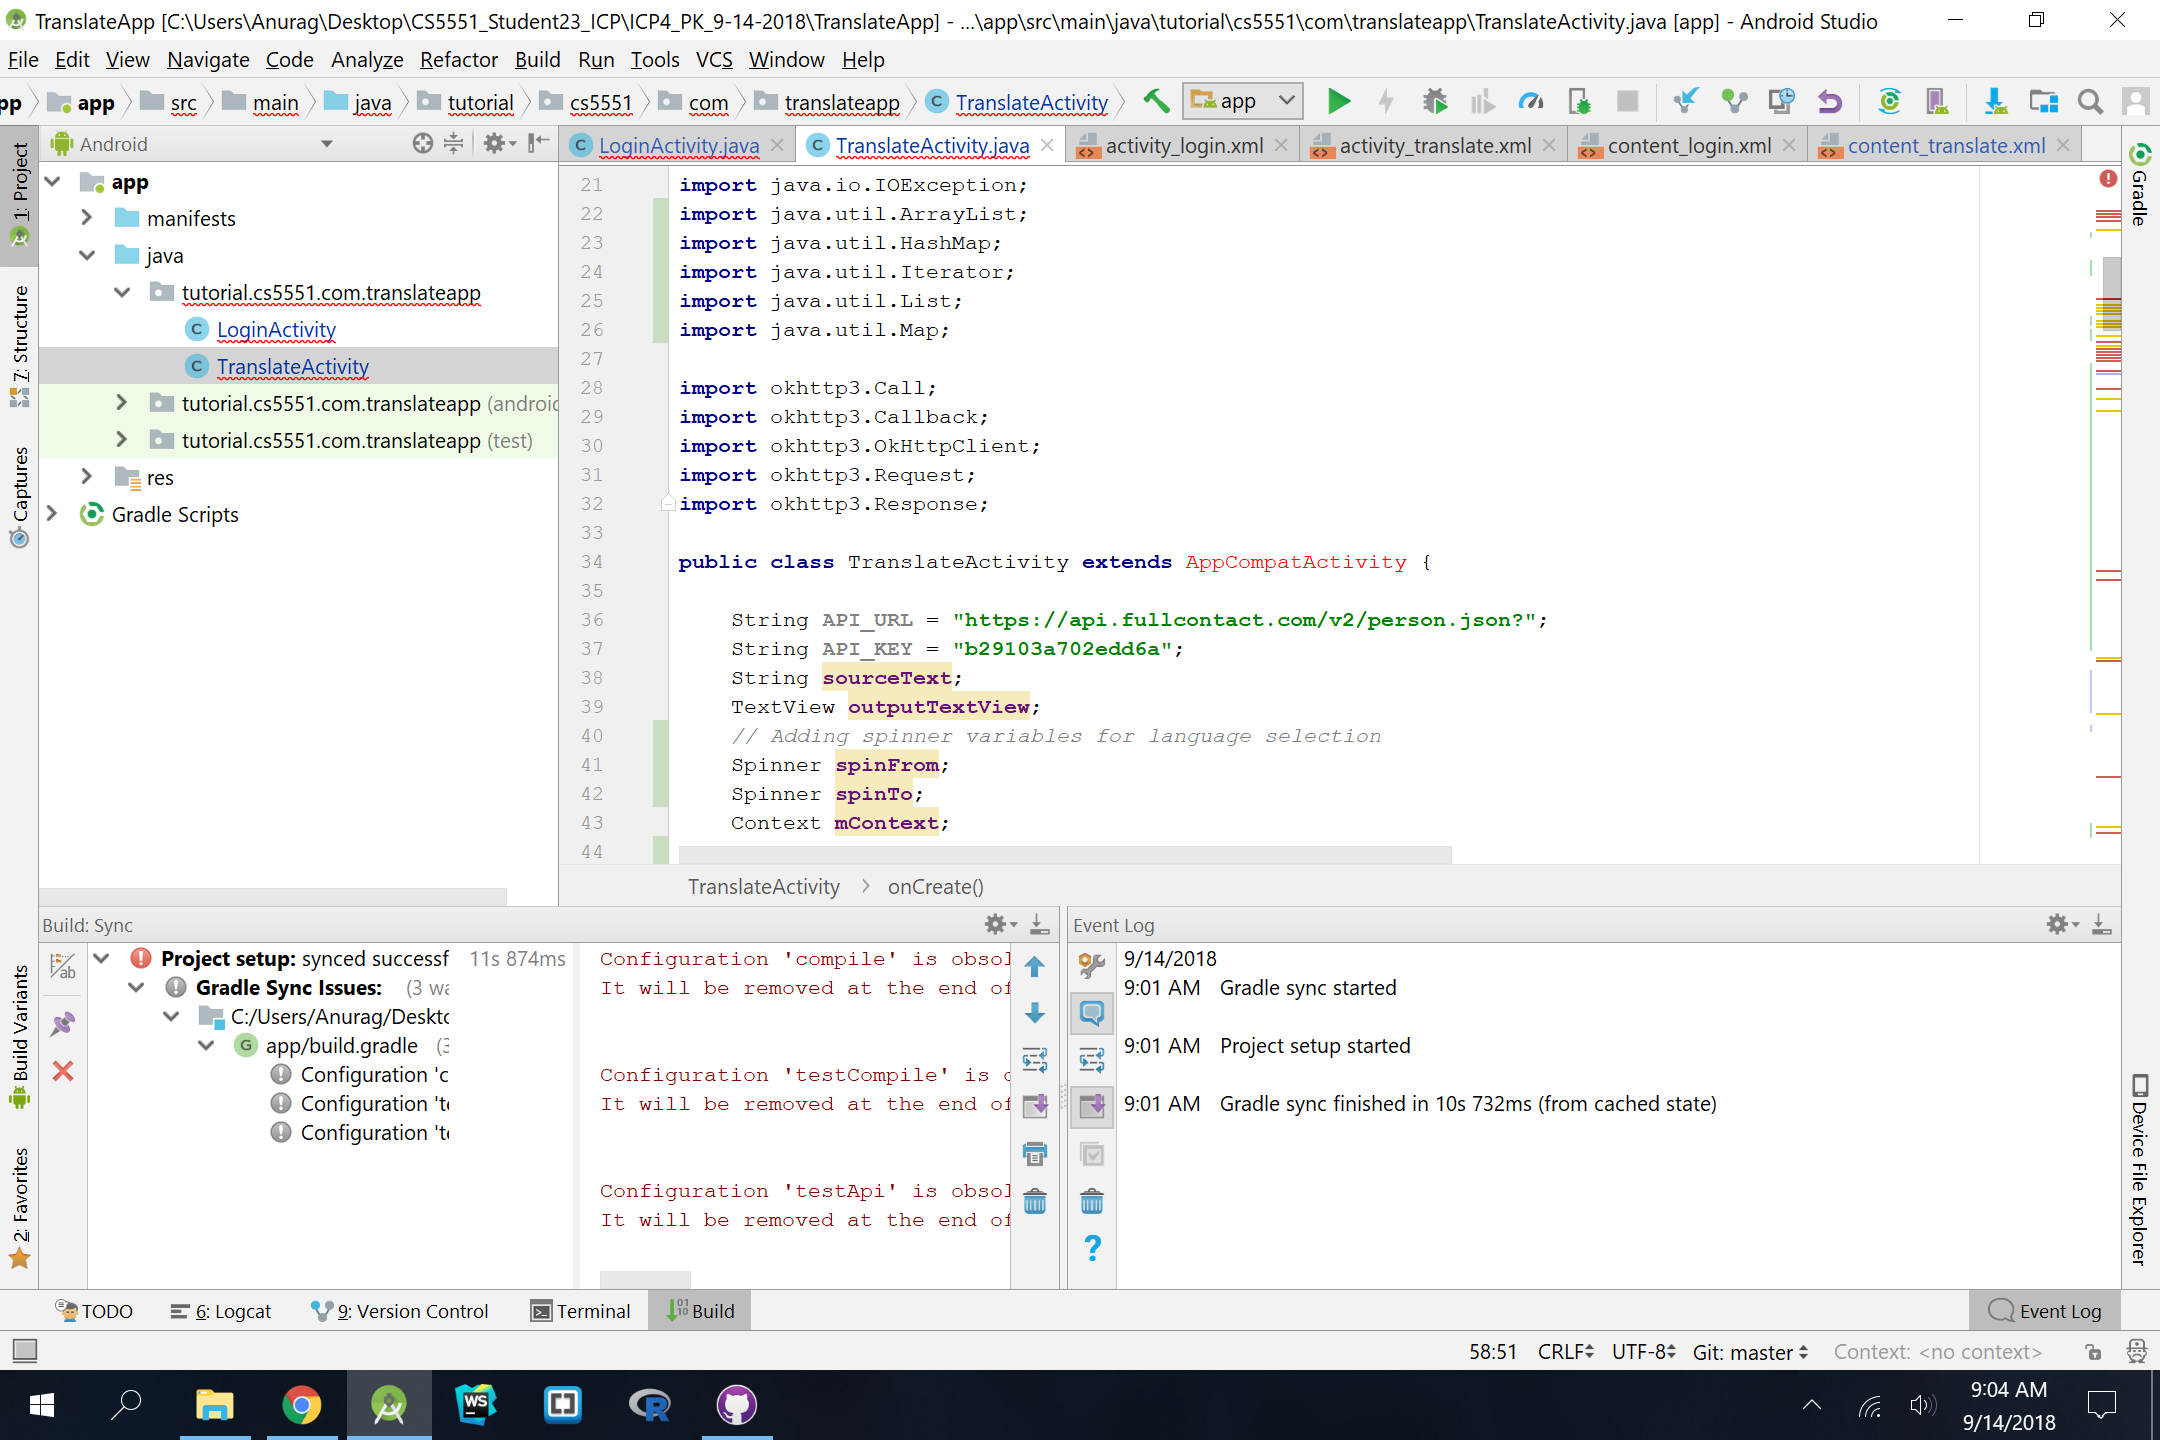 TranslateApp [C:\Users\Anurag\Desktop\CS5551_Student23_ICP\ICP4_PK_9-14-2018\TranslateApp] - ...\app\src\main\java\tutorial\cs5551\com\translateapp\TranslateActivity.java [app] - Android Studio
File Edit View Navigate Code Analyze Refactor Build Run Tools VCS Window Help
pp app src main java tutorial cs5551 com translateapp TranslateActivity app
Android
LoginActivity.java TranslateActivity.java activity_login.xml activity_translate.xml content_login.xml content_translate.xml
1: Project
7: Structure
Captures
Build Variants
2: Favorites
app
manifests
java
tutorial.cs5551.com.translateapp
LoginActivity
TranslateActivity
tutorial.cs5551.com.translateapp (androic
tutorial.cs5551.com.translateapp (test)
res
Gradle Scripts
21 import java.io.IOException;
22 import java.util.ArrayList;
23 import java.util.HashMap;
24 import java.util.Iterator;
25 import java.util.List;
26 import java.util.Map;
27
28 import okhttp3.Call;
29 import okhttp3.Callback;
30 import okhttp3.OkHttpClient;
31 import okhttp3.Request;
32 import okhttp3.Response;
33
34 public class TranslateActivity extends AppCompatActivity {
35
36 String API_URL = "https://api.fullcontact.com/v2/person.json?";
37 String API_KEY = "b29103a702edd6a";
38 String sourceText;
39 TextView outputTextView;
40 // Adding spinner variables for language selection
41 Spinner spinFrom;
42 Spinner spinTo;
43 Context mContext;
44
TranslateActivity > onCreate()
Gradle
Device File Explorer
Build: Sync
Project setup: synced successf 11s 874ms
Gradle Sync Issues: (3 wa
C:/Users/Anurag/Deskto
G app/build.gradle (3
Configuration 'c
Configuration 'te
Configuration 'te
Configuration 'compile' is obsol
It will be removed at the end of
Configuration 'testCompile' is o
It will be removed at the end of
Configuration 'testApi' is obsol
It will be removed at the end of
Event Log
9/14/2018
9:01 AM Gradle sync started
9:01 AM Project setup started
9:01 AM Gradle sync finished in 10s 732ms (from cached state)
TODO 6: Logcat 9: Version Control Terminal Build Event Log
58:51 CRLF UTF-8 Git: master Context: <no context>
WS
R
9:04 AM
9/14/2018